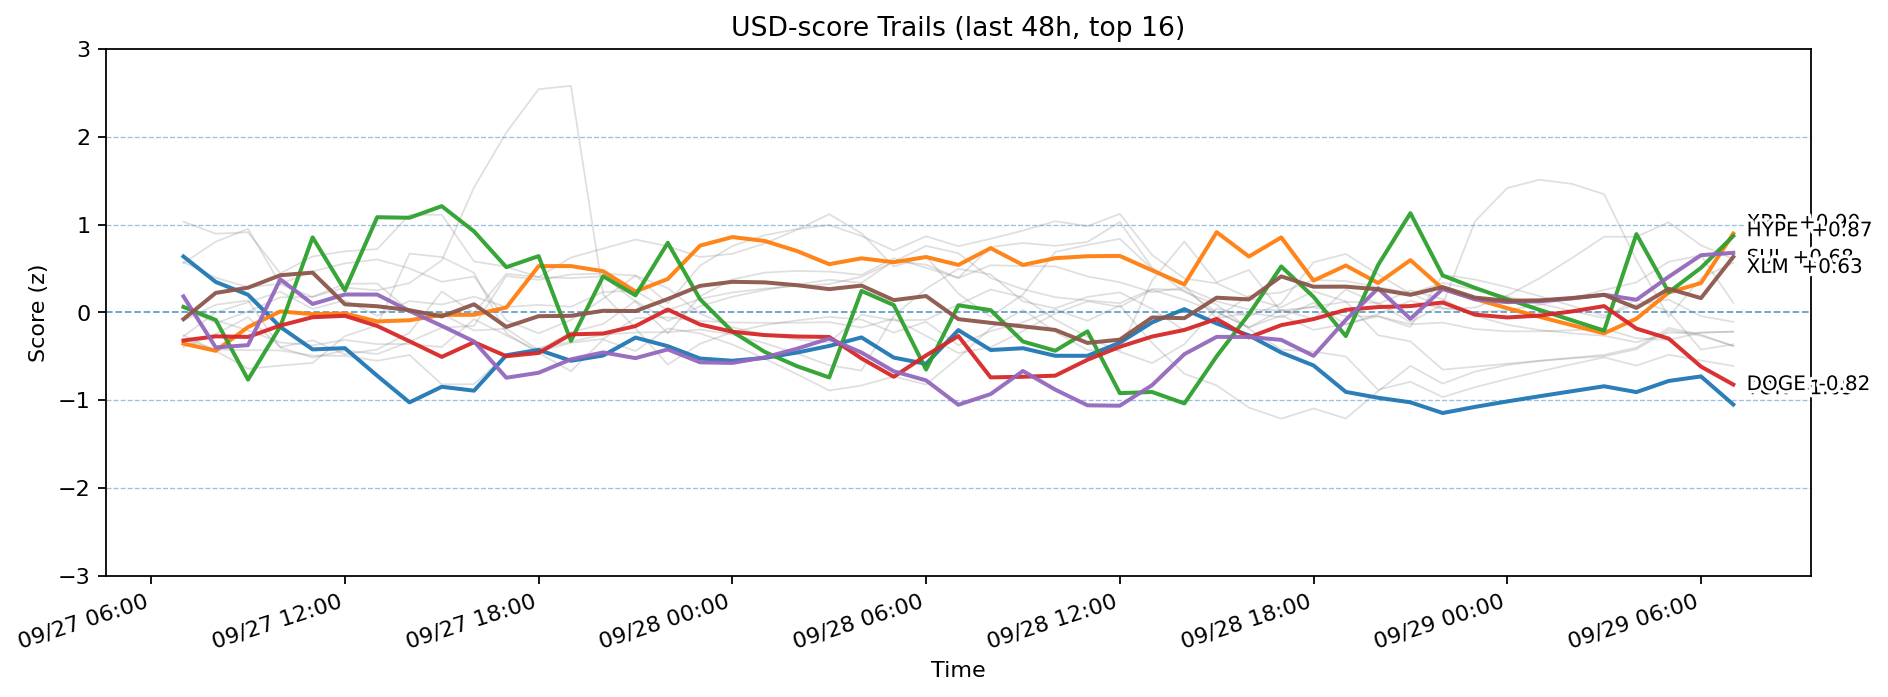 USD-score Trails (last 48h, top 16)
3
2
1
0
−1
−2
−3
Score (z)
HYPE +0.87
XLM +0.63
DOGE -0.82
09/27 06:00
09/27 12:00
09/27 18:00
09/28 00:00
09/28 06:00
09/28 12:00
09/28 18:00
09/29 00:00
09/29 06:00
Time